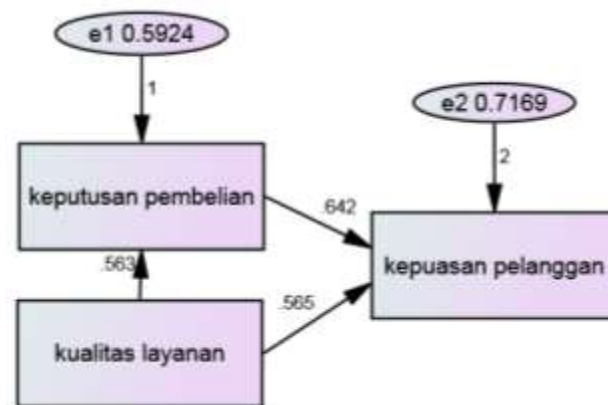 e1 0.5924
1
e2 0.7169
2
keputusan pembelian
.642
kepuasan pelanggan
.563
.565
kualitas layanan